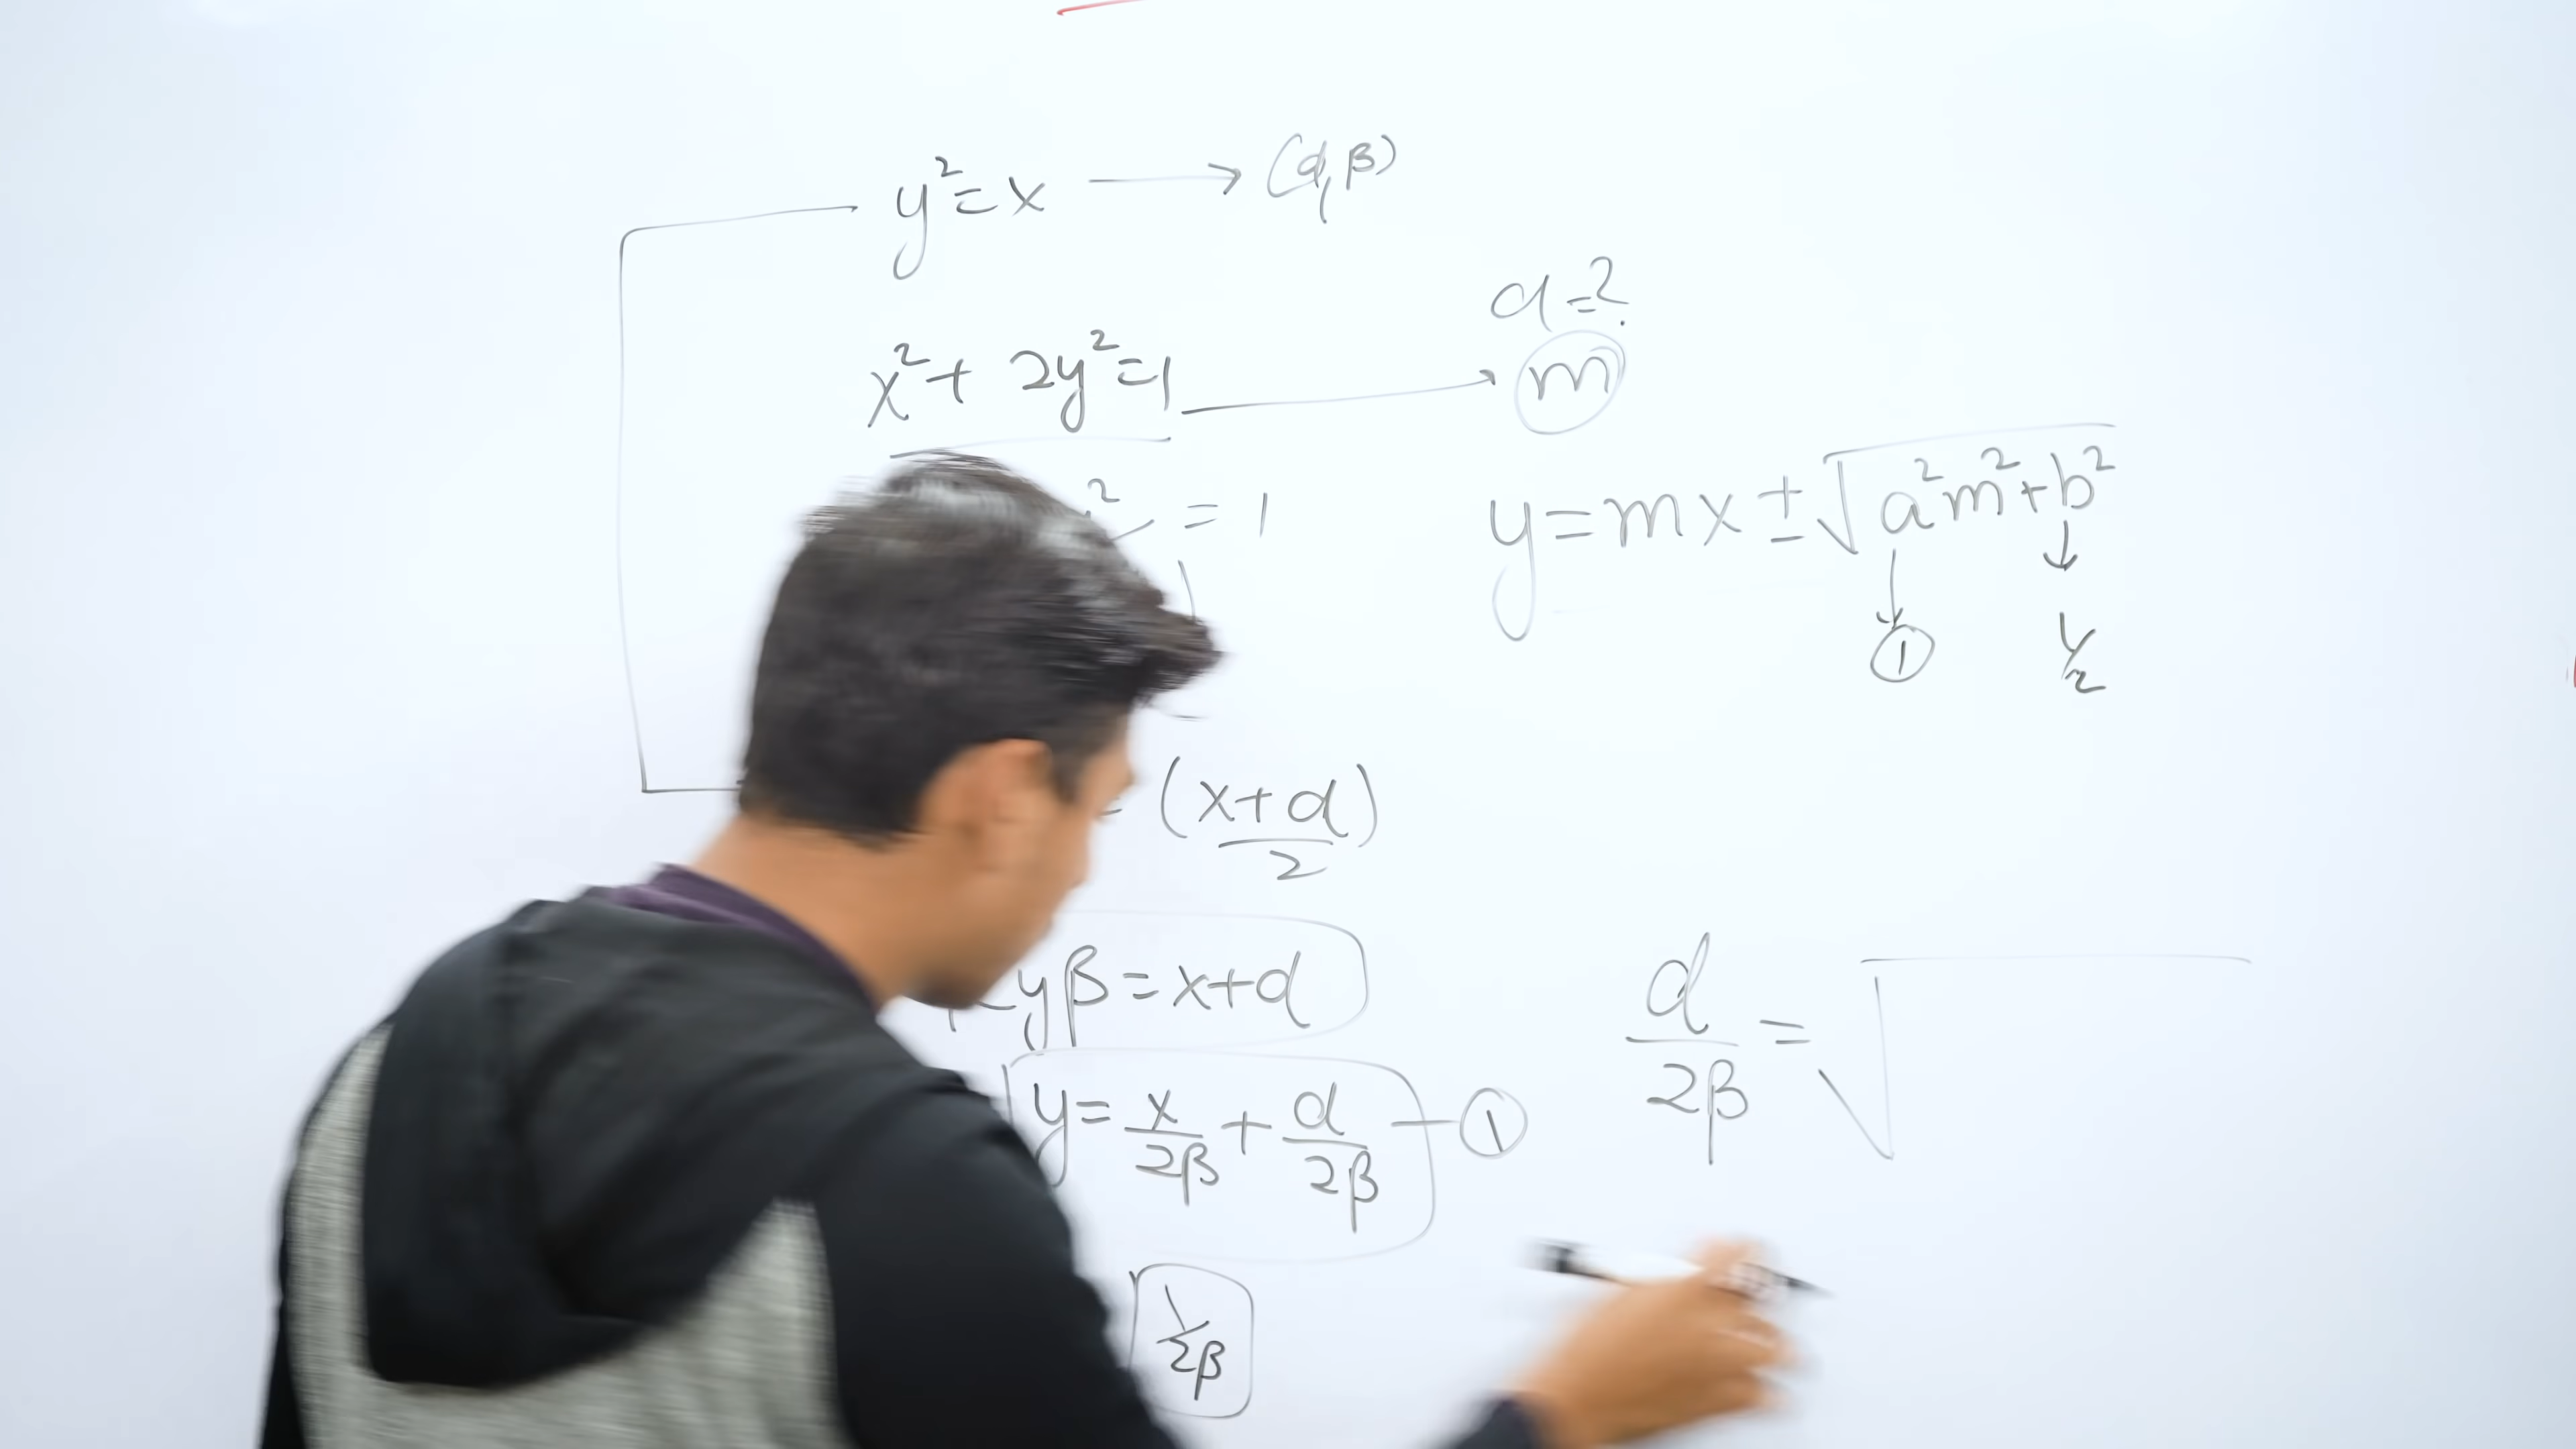 y² = x → (α, β)
α = ?
x² + 2y² = 1 → m
² = 1
y = mx ± √a²m² + b²
1
1/2
= (x + α)/2
2yβ = x + α
α/2β = √
y = x/2β + α/2β — 1
1/2β